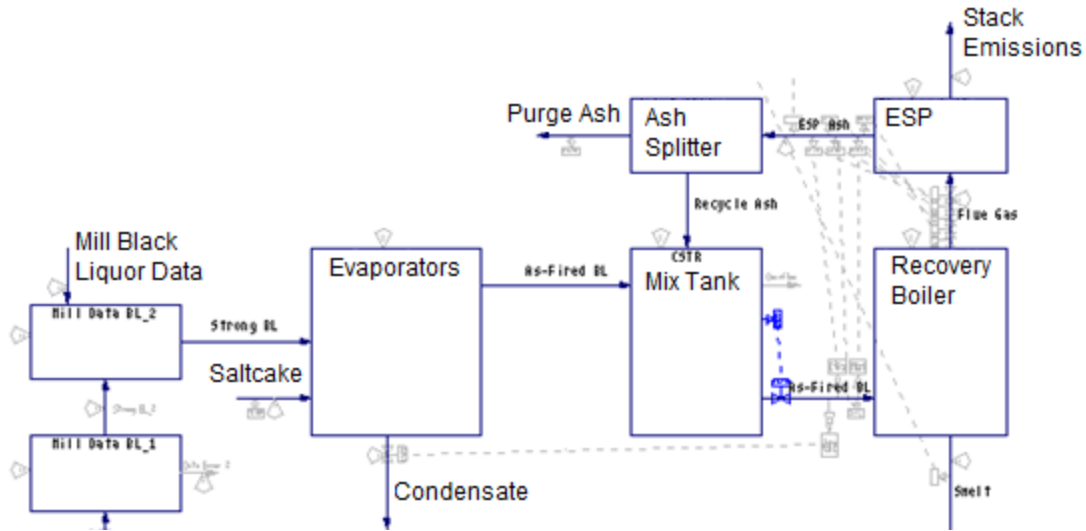 Stack
Emissions
Purge Ash
Ash
Splitter
ESP Ash
ESP
Recycle Ash
Flue Gas
Mill Black
Liquor Data
Evaporators
As-Fired BL
CSTR
Mix Tank
Recovery
Boiler
Mill Data BL_2
Strong BL
Saltcake
As-Fired BL
Mill Data BL_1
Condensate
Smelt